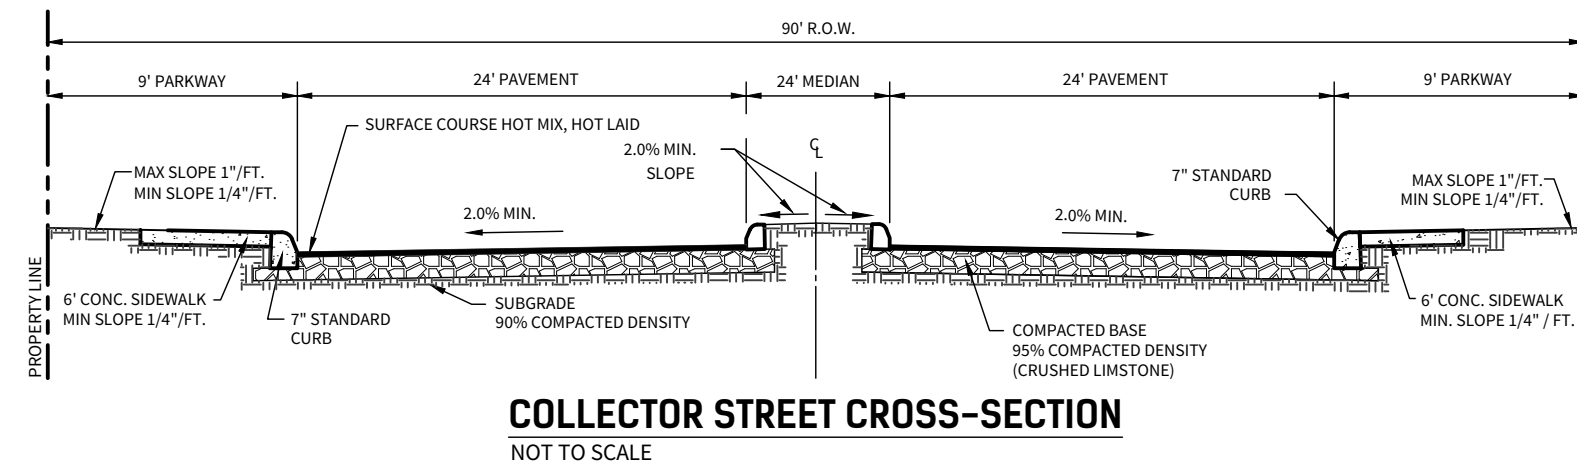 90' R.O.W.
9' PARKWAY
24' PAVEMENT
24' MEDIAN
24' PAVEMENT
9' PARKWAY
SURFACE COURSE HOT MIX, HOT LAID
2.0% MIN.
SLOPE
CL
7" STANDARD
CURB
MAX SLOPE 1"/FT.
MIN SLOPE 1/4"/FT.
MAX SLOPE 1"/FT.
MIN SLOPE 1/4"/FT.
2.0% MIN.
2.0% MIN.
PROPERTY LINE
6' CONC. SIDEWALK
MIN SLOPE 1/4"/FT.
7" STANDARD
CURB
SUBGRADE
90% COMPACTED DENSITY
COMPACTED BASE
95% COMPACTED DENSITY
(CRUSHED LIMSTONE)
6' CONC. SIDEWALK
MIN. SLOPE 1/4" / FT.
COLLECTOR STREET CROSS-SECTION
NOT TO SCALE